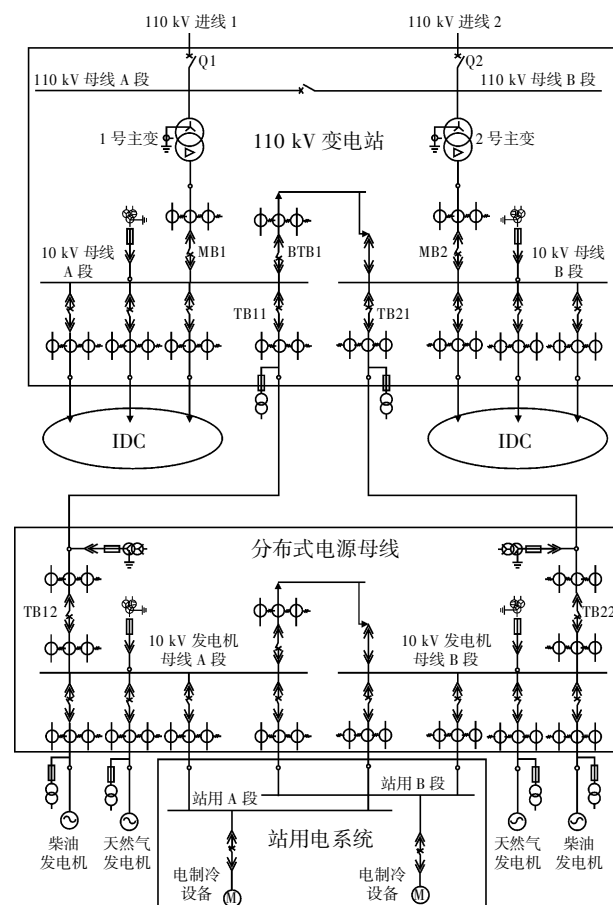 110 kV 进线 1
110 kV 进线 2
Q1
Q2
110 kV 母线 A 段
110 kV 母线 B 段
1 号主变
110 kV 变电站
2 号主变
MB1
BTB1
MB2
10 kV 母线
A 段
10 kV 母线
B 段
TB11
TB21
IDC
IDC
分布式电源母线
TB12
TB22
10 kV 发电机
母线 A 段
10 kV 发电机
母线 B 段
站用 B 段
站用 A 段
站用电系统
柴油
发电机
天然气
发电机
天然气
发电机
柴油
发电机
电制冷
设备
M
电制冷
设备
M